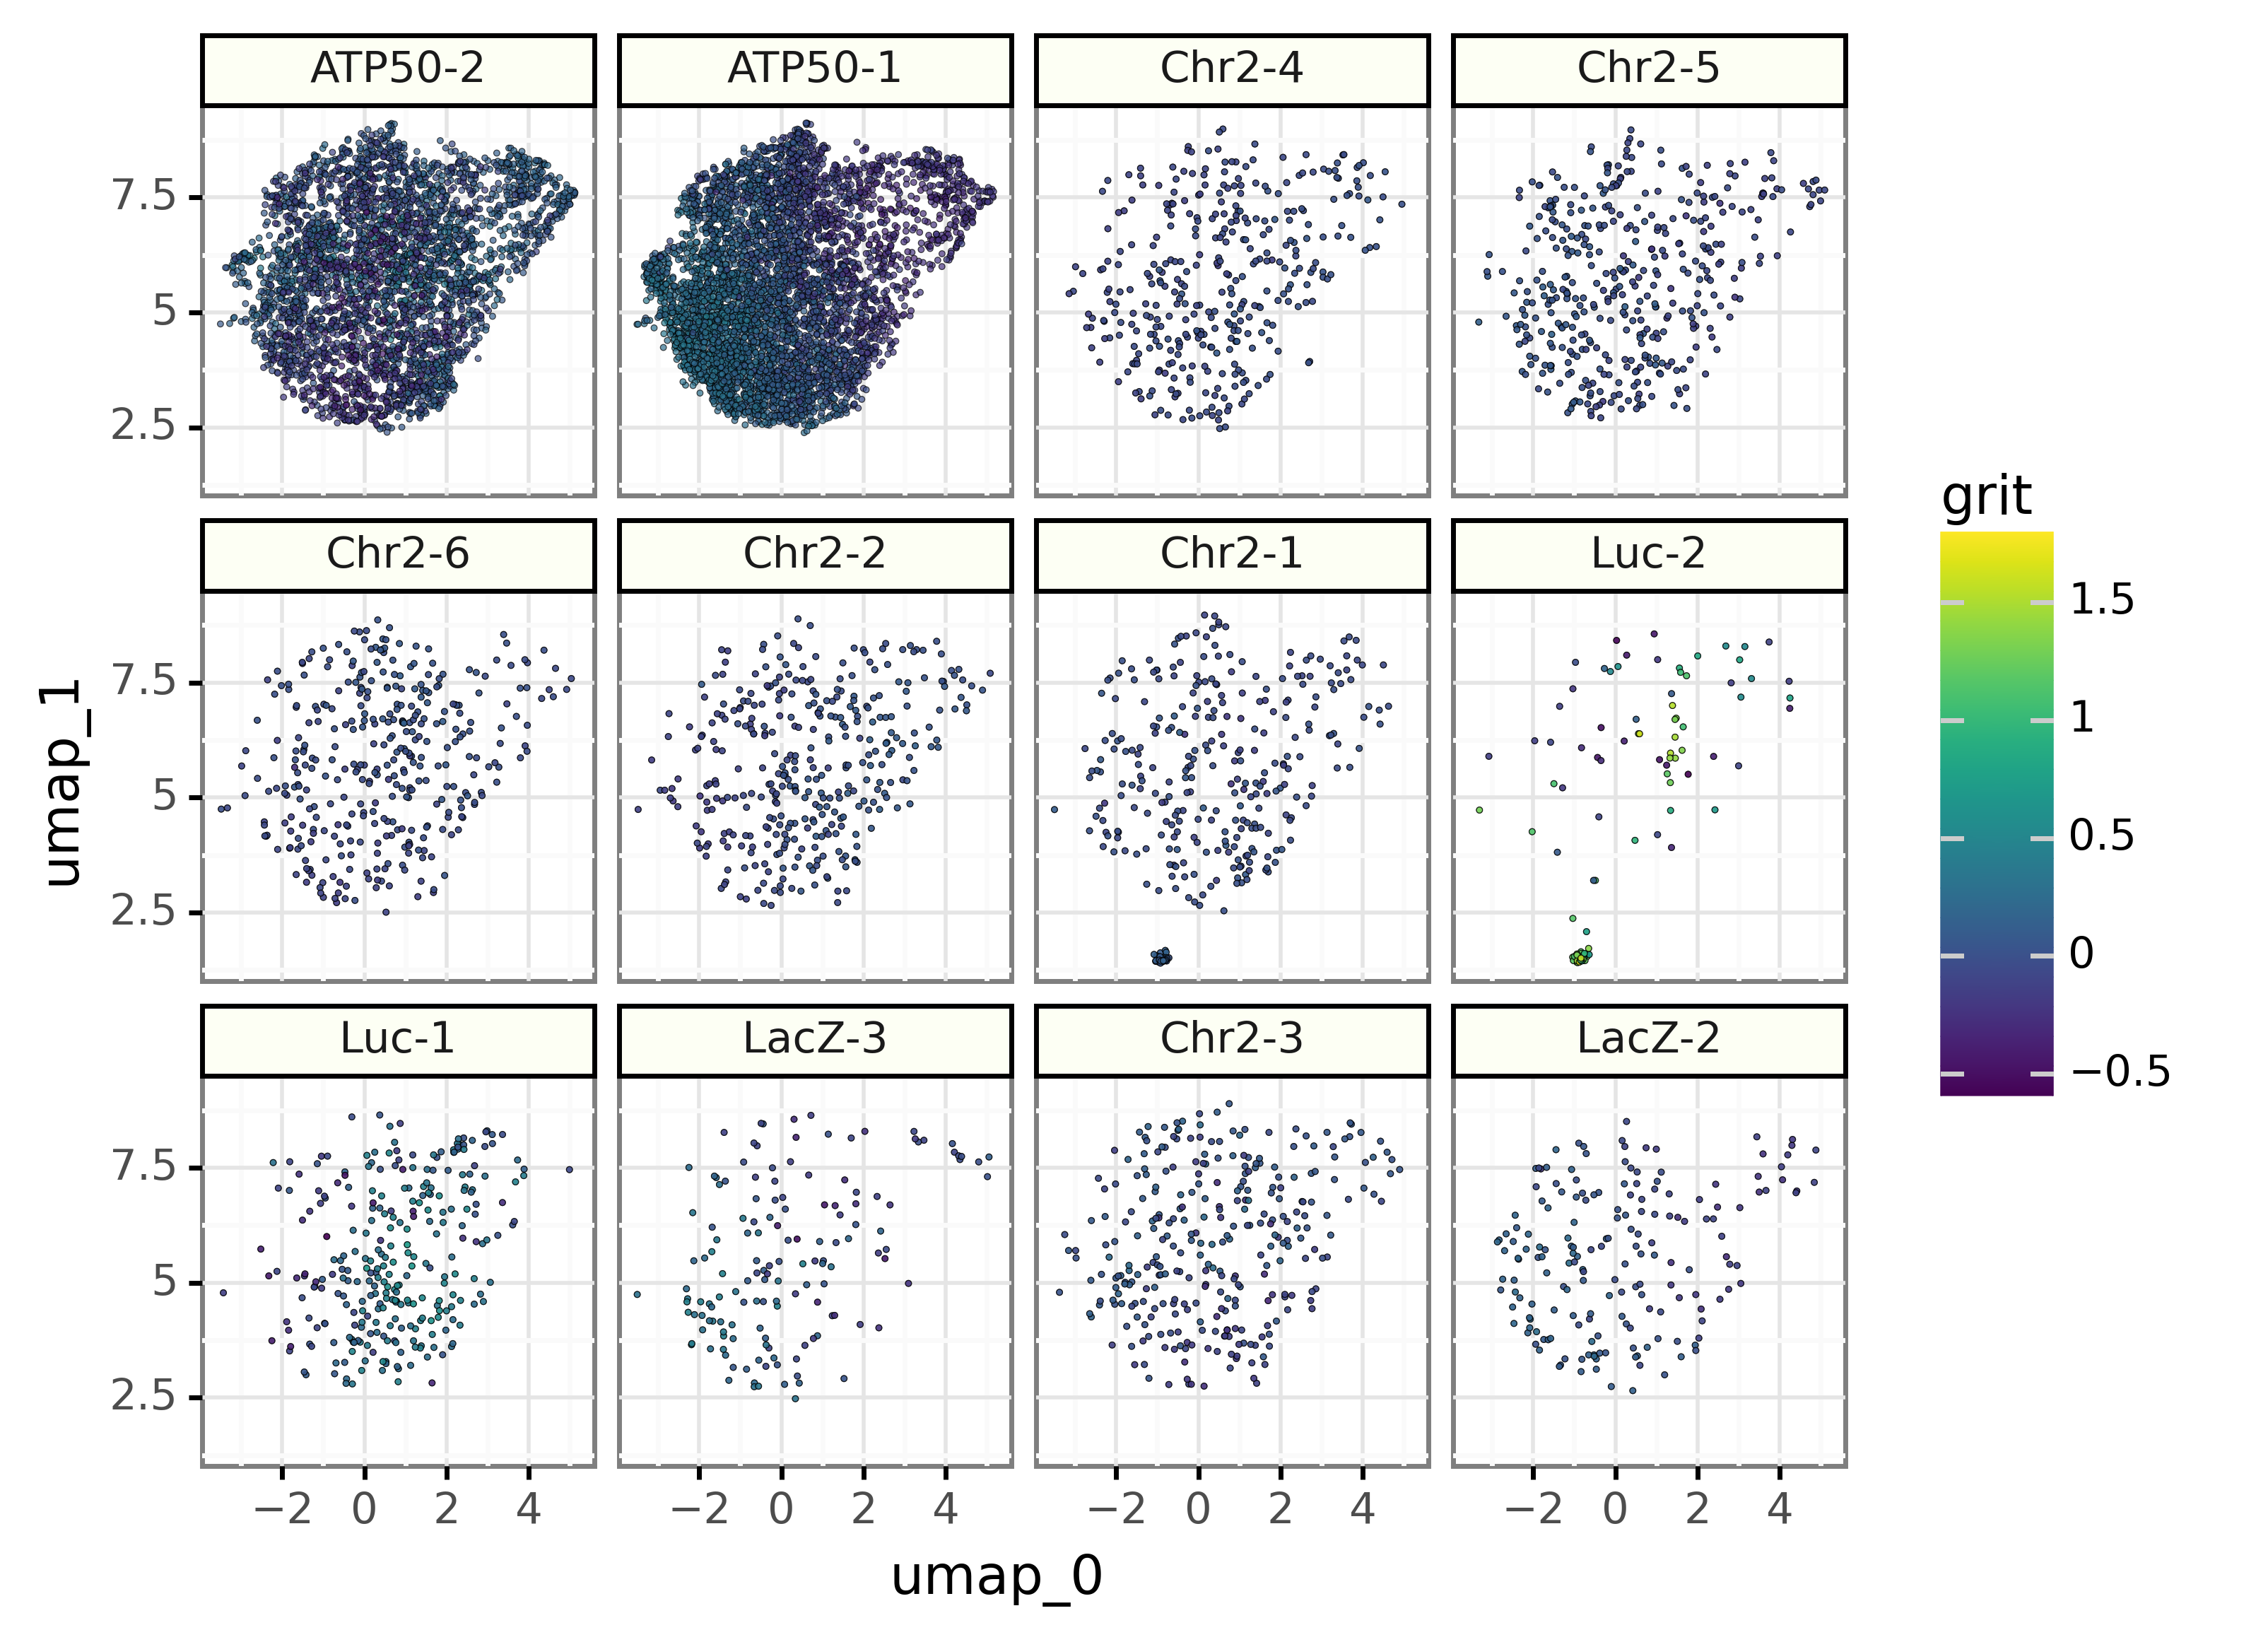 ATP50-2 ATP50-1 Chr2-4 Chr2-5
7.5
5
2.5
Chr2-6 Chr2-2 Chr2-1 Luc-2
7.5
5
2.5
Luc-1 LacZ-3 Chr2-3 LacZ-2
7.5
5
2.5
−2 0 2 4 −2 0 2 4 −2 0 2 4 −2 0 2 4
umap_0
umap_1
grit
1.5
1
0.5
0
−0.5